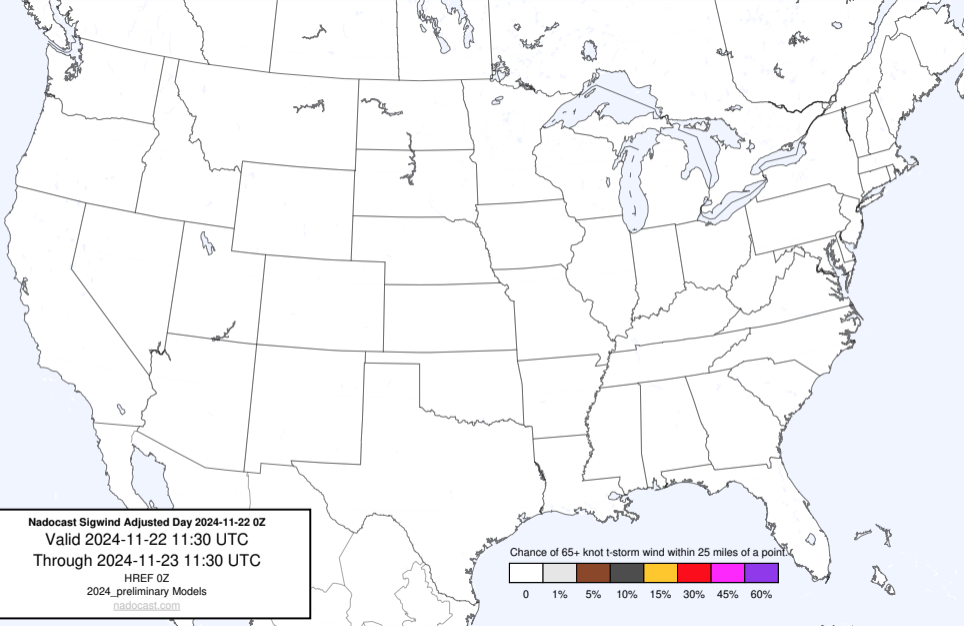 Nadocast Sigwind Adjusted Day 2024-11-22 0Z
Valid 2024-11-22 11:30 UTC
Through 2024-11-23 11:30 UTC
HREF 0Z
2024_preliminary Models
nadocast.com
Chance of 65+ knot t-storm wind within 25 miles of a point.
0 1% 5% 10% 15% 30% 45% 60%